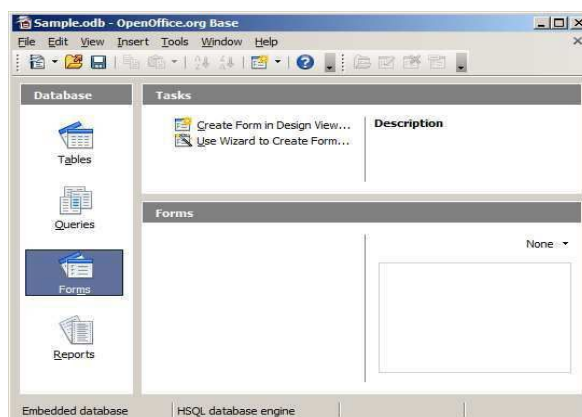 Sample.odb - OpenOffice.org Base
File Edit View Insert Tools Window Help
Database
Tasks
Tables
Queries
Forms
Reports
Create Form in Design View...
Use Wizard to Create Form...
Description
Forms
None
Embedded database
HSQL database engine